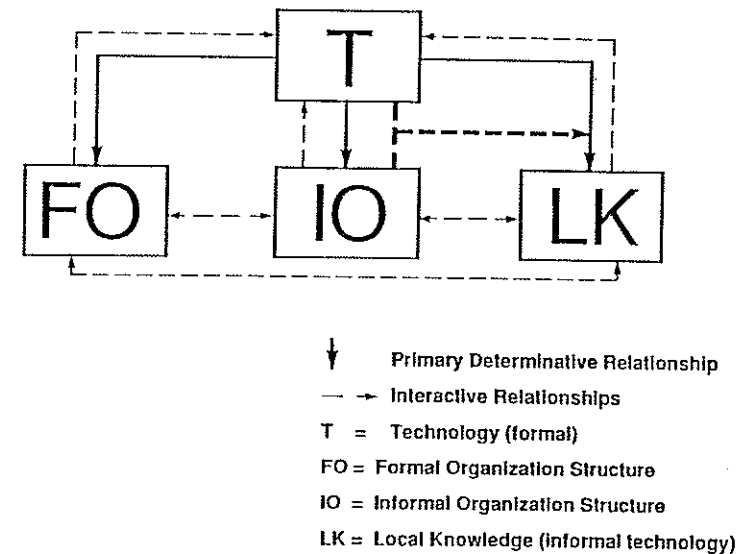 T
FO
IO
LK
Primary Determinative Relationship
Interactive Relationships
T = Technology (formal)
FO = Formal Organization Structure
IO = Informal Organization Structure
LK = Local Knowledge (informal technology)